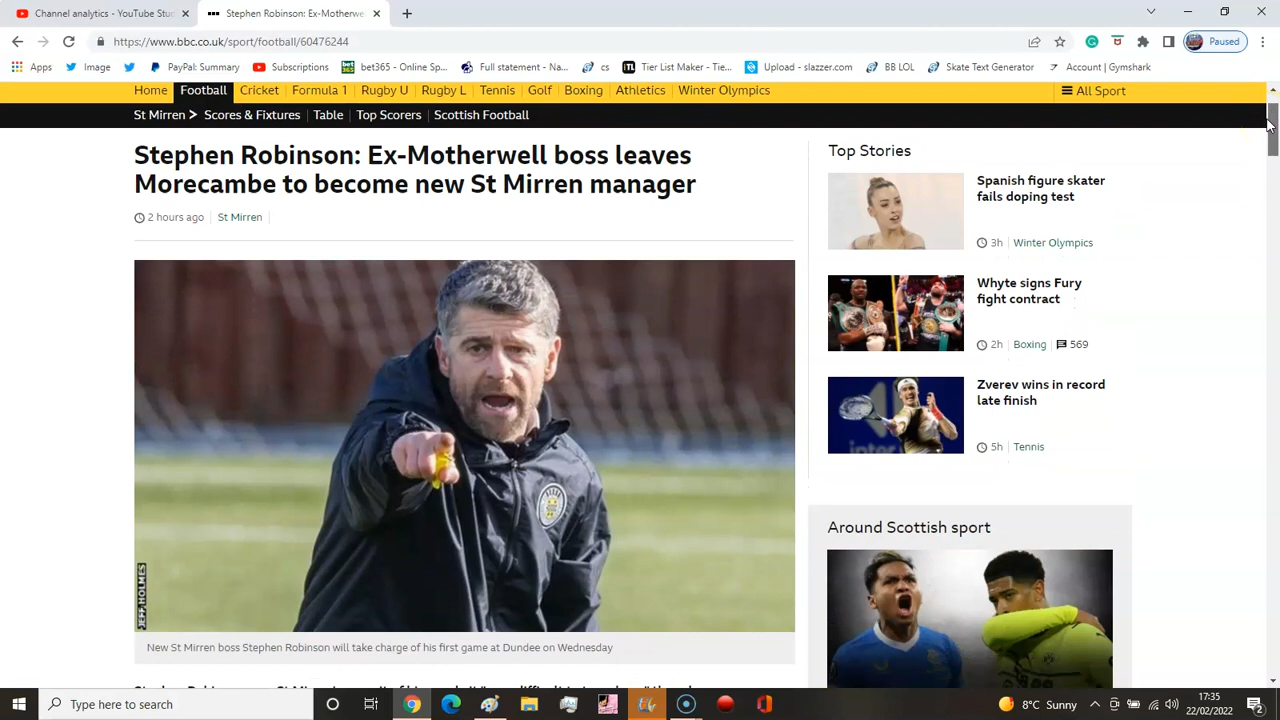 Channel analytics - YouTube Stu
Stephen Robinson: Ex-Motherwe
https://www.bbc.co.uk/sport/football/60476244
Paused
Apps
Image
PayPal: Summary
Subscriptions
bet365 - Online Sp...
Full statement - Na...
cs
Tier List Maker - Tie...
Upload - slazzer.com
BB LOL
Skate Text Generator
Account | Gymshark
Home
Football
Cricket
Formula 1
Rugby U
Rugby L
Tennis
Golf
Boxing
Athletics
Winter Olympics
All Sport
St Mirren
Scores & Fixtures
Table
Top Scorers
Scottish Football
Stephen Robinson: Ex-Motherwell boss leaves
Morecambe to become new St Mirren manager
2 hours ago
St Mirren
JEFF HOLMES
New St Mirren boss Stephen Robinson will take charge of his first game at Dundee on Wednesday
Top Stories
Spanish figure skater
fails doping test
3h
Winter Olympics
Whyte signs Fury
fight contract
2h
Boxing
569
Zverev wins in record
late finish
5h
Tennis
Around Scottish sport
Type here to search
8°C Sunny
17:35
22/02/2022
2